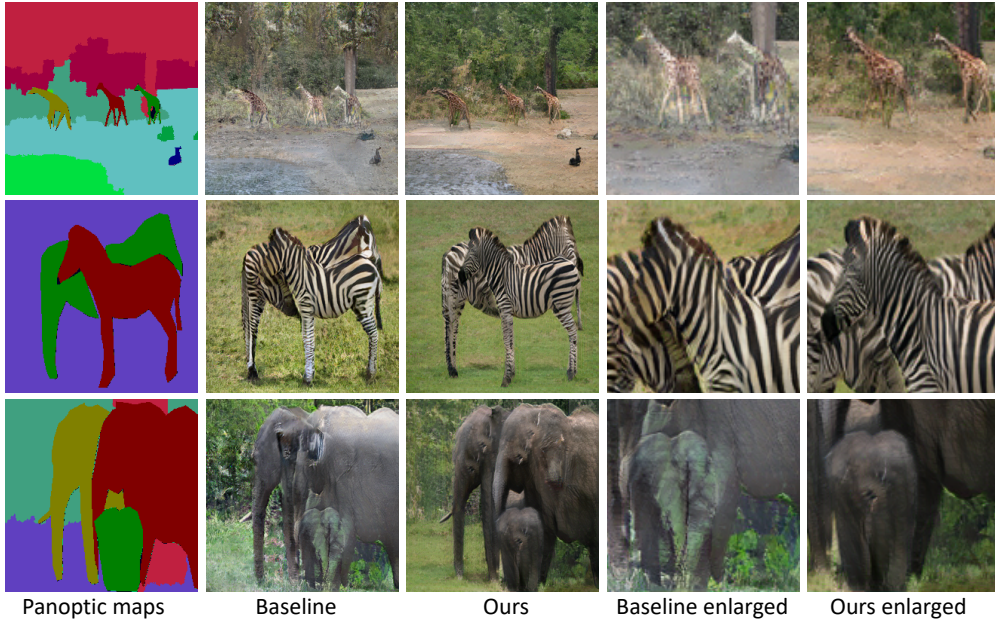 Panoptic maps
Baseline
Ours
Baseline enlarged
Ours enlarged